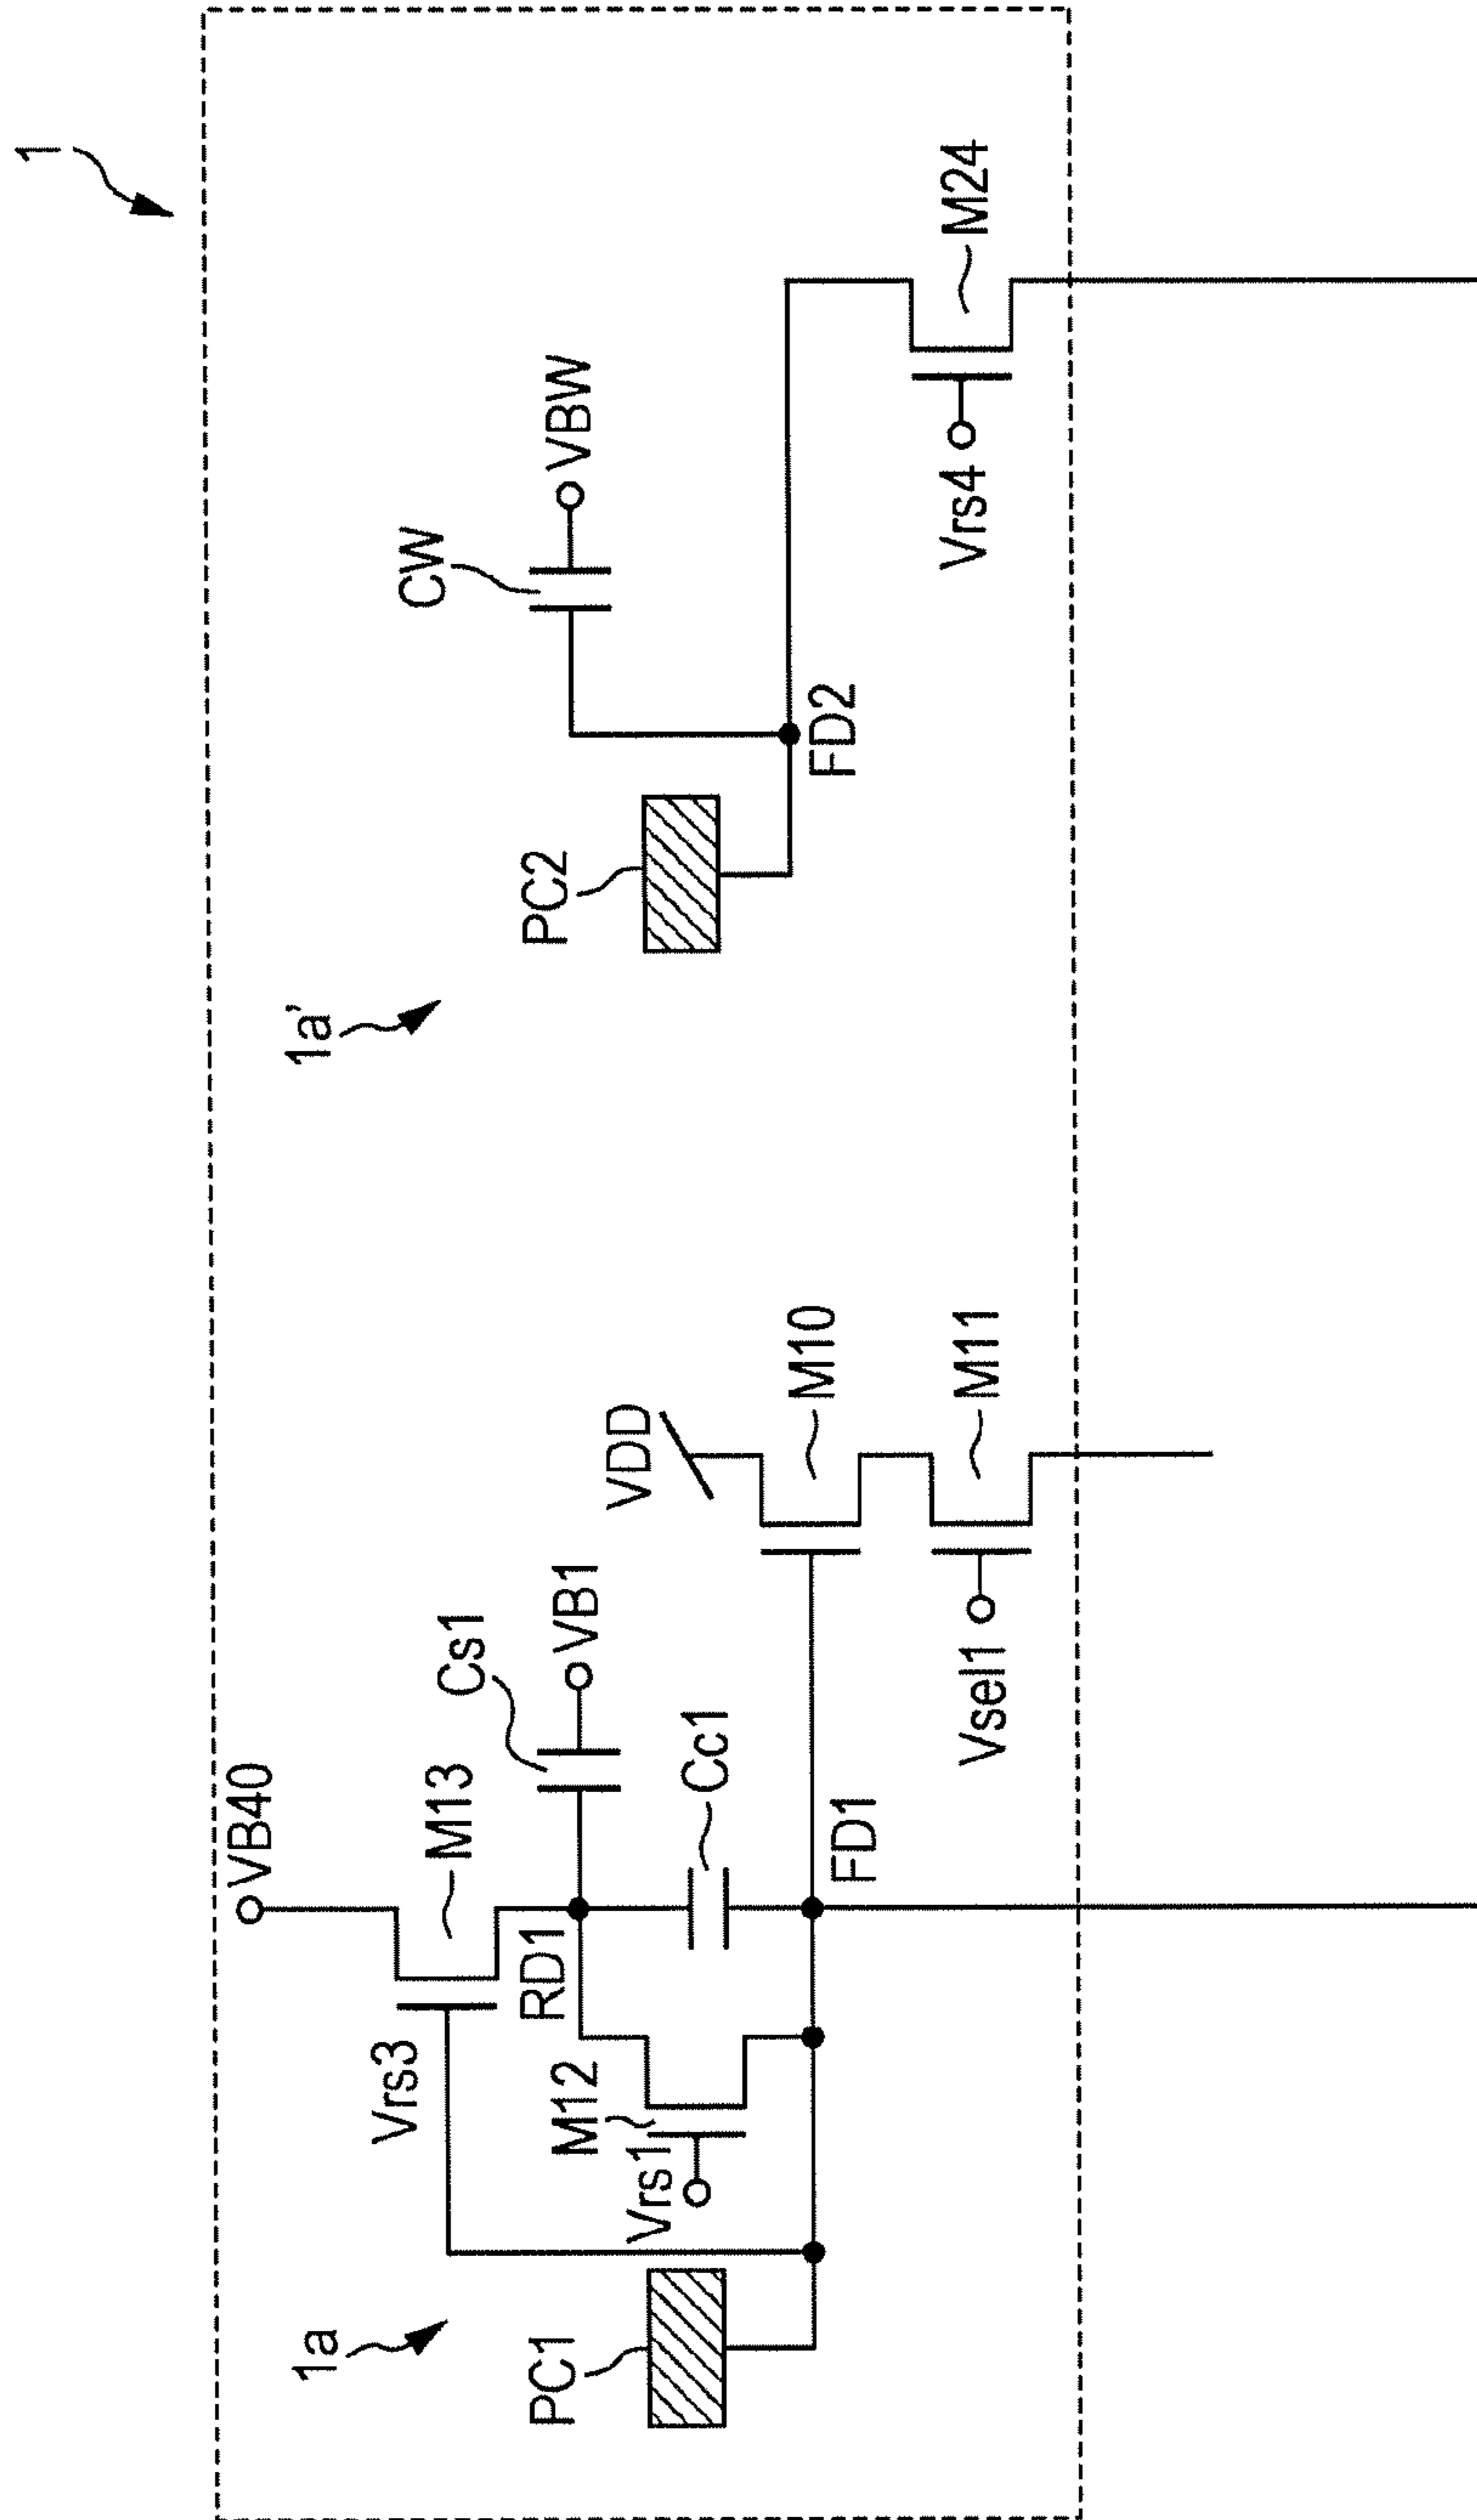 1
1a
VB40
Vrs3
M13
Cs1
VB1
RD1
M12
Vrs1
Cc1
PC1
FD1
VDD
M10
M11
Vsel1
1a'
PC2
CW
VBW
FD2
Vrs4
M24